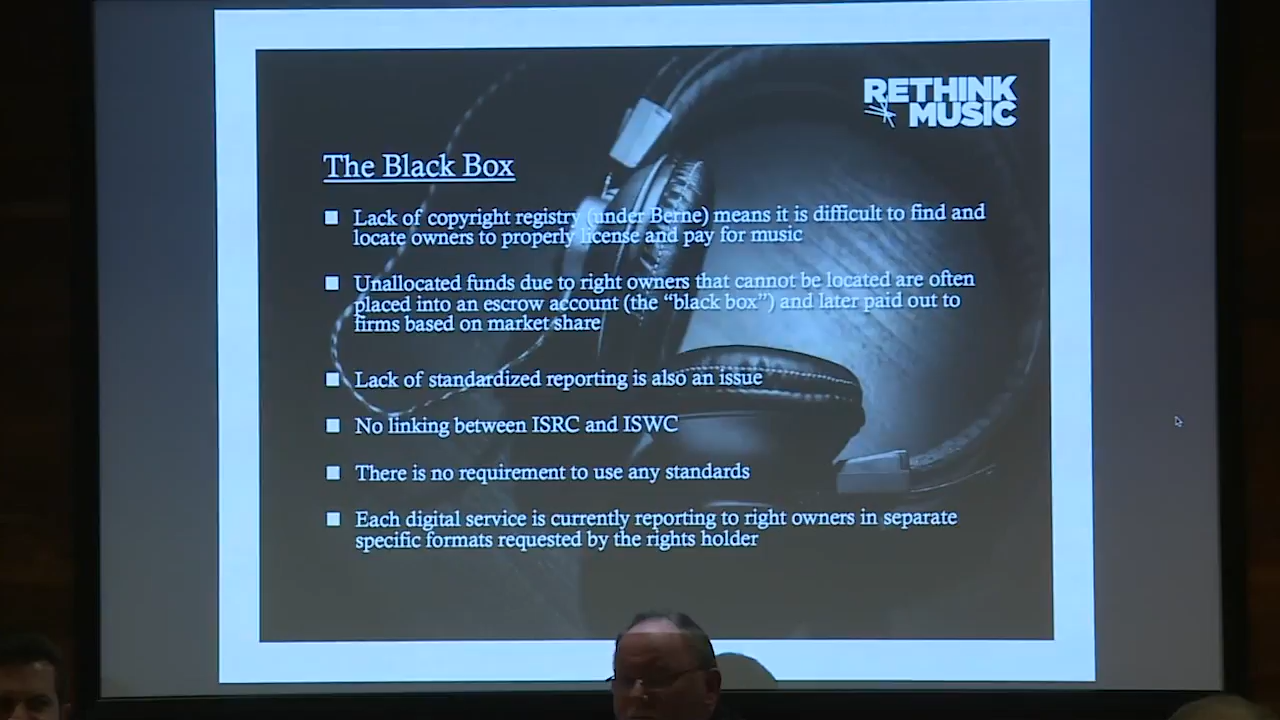 RETHINK
MUSIC
The Black Box
Lack of copyright registry (under Berne) means it is difficult to find and
locate owners to properly license and pay for music
Unallocated funds due to right owners that cannot be located are often
placed into an escrow account (the “black box”) and later paid out to
firms based on market share
Lack of standardized reporting is also an issue
No linking between ISRC and ISWC
There is no requirement to use any standards
Each digital service is currently reporting to right owners in separate
specific formats requested by the rights holder